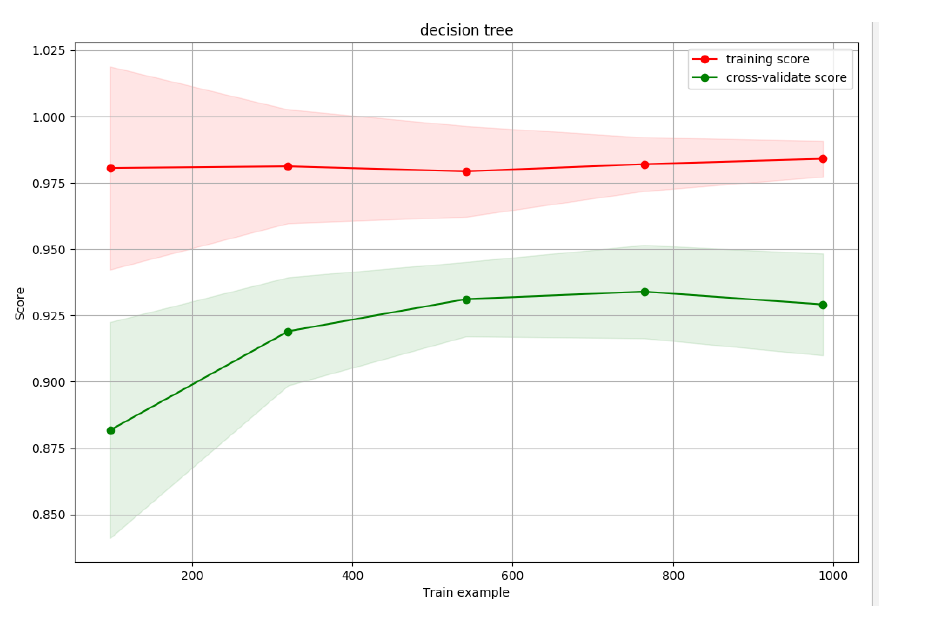 decision tree
training score
cross-validate score
1.025
1.000
0.975
0.950
0.925
0.900
0.875
0.850
Score
200 400 600 800 1000
Train example